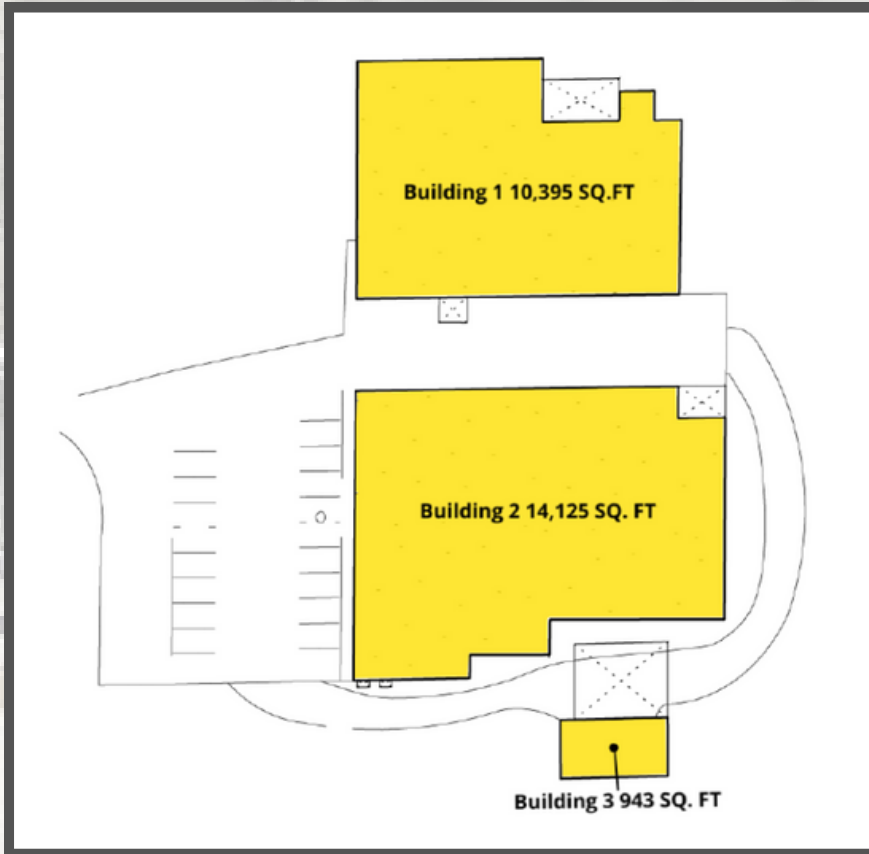 Building 1 10,395 SQ.FT
Building 2 14,125 SQ. FT
Building 3 943 SQ. FT